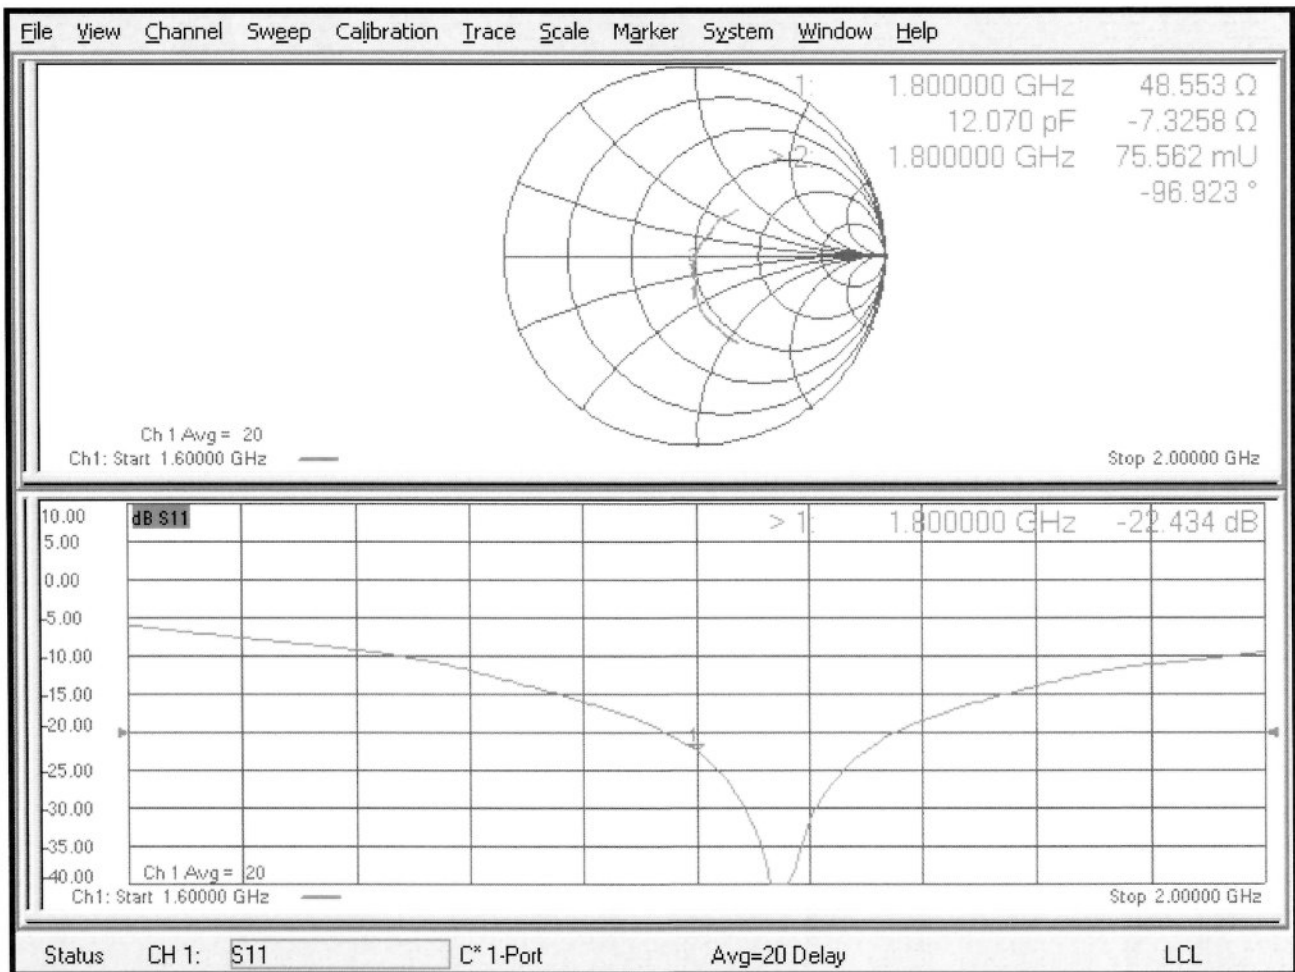 File View Channel Sweep Calibration Trace Scale Marker System Window Help
1: 1.800000 GHz 48.553 Ω
12.070 pF -7.3258 Ω
> 2: 1.800000 GHz 75.562 mU
-96.923 °
Ch 1 Avg = 20
Ch1: Start 1.60000 GHz
Stop 2.00000 GHz
10.00
5.00
0.00
-5.00
-10.00
-15.00
-20.00
-25.00
-30.00
-35.00
-40.00
dB S11
> 1: 1.800000 GHz -22.434 dB
1
Ch 1 Avg = 20
Ch1: Start 1.60000 GHz
Stop 2.00000 GHz
Status CH 1: S11 C* 1-Port Avg=20 Delay LCL